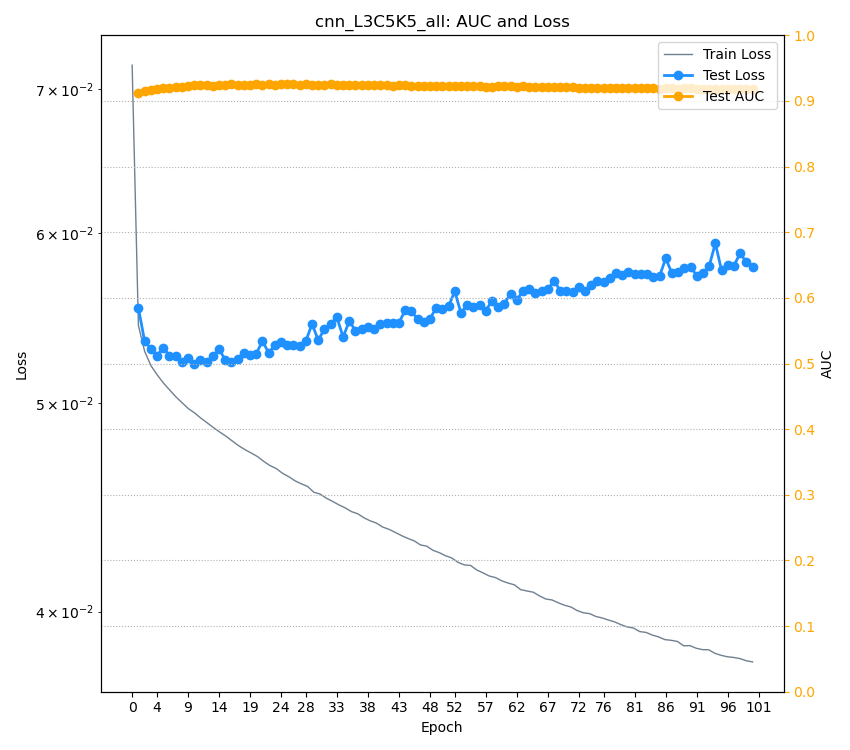 cnn_L3C5K5_all: AUC and Loss
Train Loss
Test Loss
Test AUC
7 × 10⁻²
6 × 10⁻²
5 × 10⁻²
4 × 10⁻²
Loss
1.0
0.9
0.8
0.7
0.6
0.5
0.4
0.3
0.2
0.1
0.0
AUC
0 4 9 14 19 24 28 33 38 43 48 52 57 62 67 72 76 81 86 91 96 101
Epoch